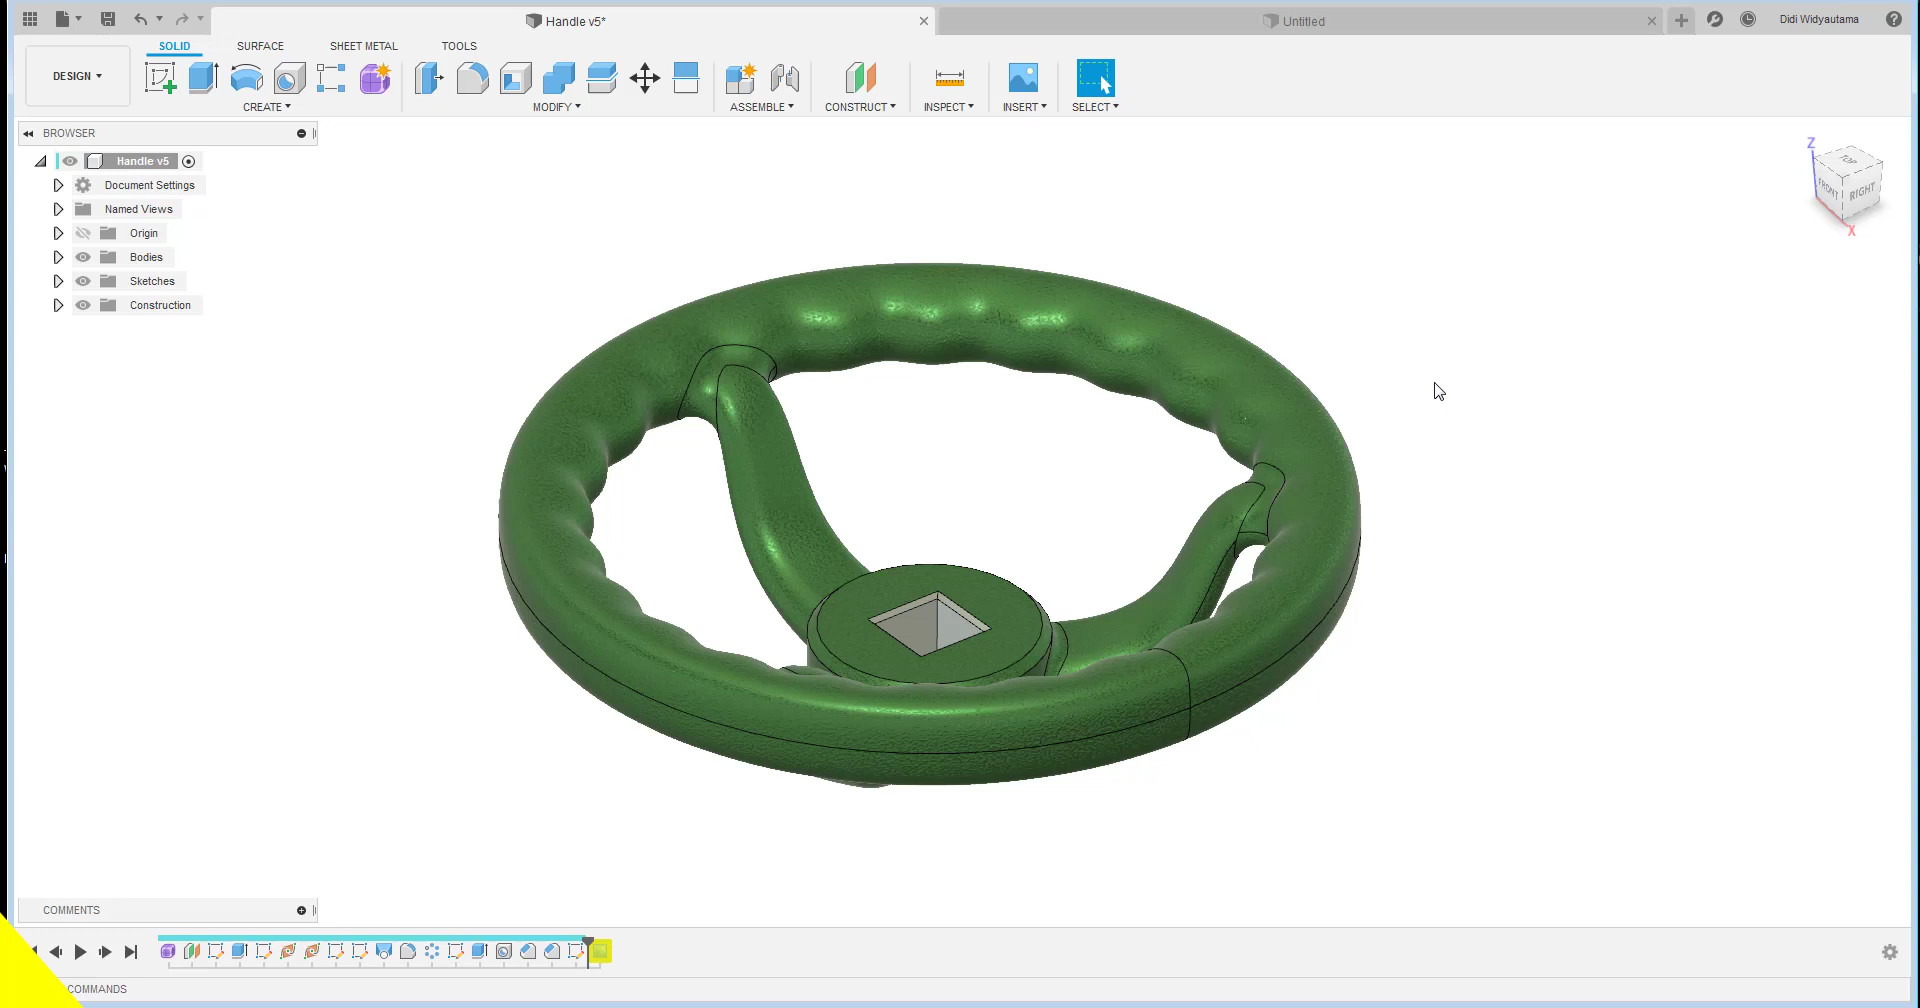 Handle v5*
Untitled
Didi Widyautama
SOLID
SURFACE
SHEET METAL
TOOLS
DESIGN
CREATE
MODIFY
ASSEMBLE
CONSTRUCT
INSPECT
INSERT
SELECT
BROWSER
Handle v5
Document Settings
Named Views
Origin
Bodies
Sketches
Construction
Z
TOP
FRONT
RIGHT
X
COMMENTS
COMMANDS